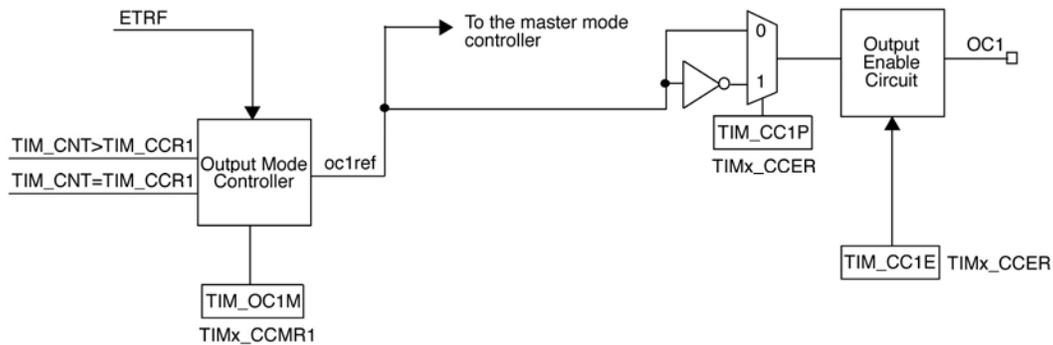 ETRF
To the master mode
controller
0
1
Output
Enable
Circuit
OC1
TIM_CC1P
TIMx_CCER
TIM_CNT>TIM_CCR1
TIM_CNT=TIM_CCR1
Output Mode
Controller
oc1ref
TIM_CC1E
TIMx_CCER
TIM_OC1M
TIMx_CCMR1